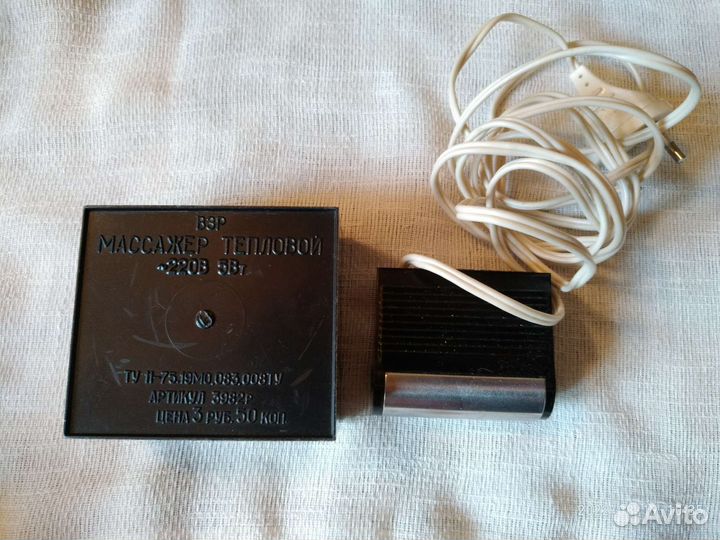 ВЗР
МАССАЖЕР ТЕПЛОВОЙ
~220В 5Вт.
ТУ 11-75.19М0.083.008ТУ
АРТИКУЛ 3982Р
ЦЕНА 3 РУБ. 50 КОП
Avito